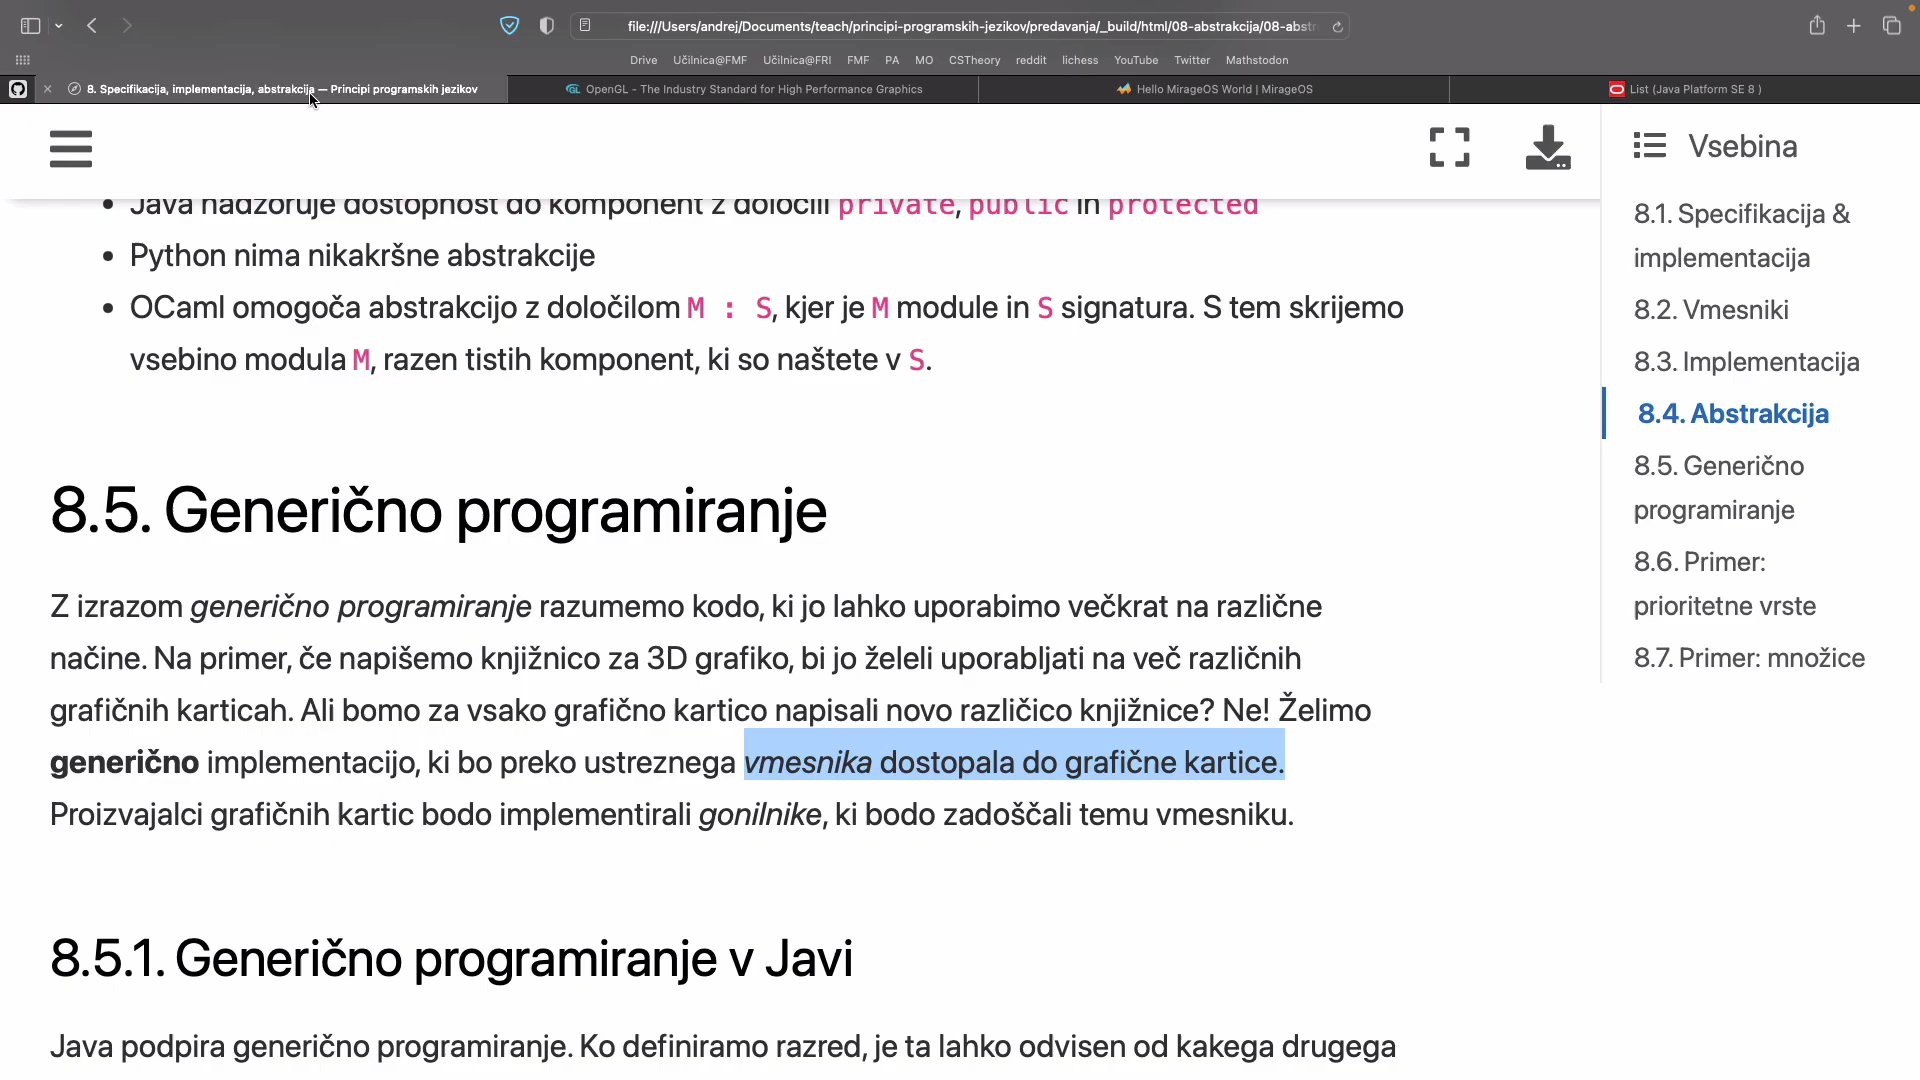 file:///Users/andrej/Documents/teach/principi-programskih-jezikov/predavanja/_build/html/08-abstrakcija/08-abstr
Drive Učilnica@FMF Učilnica@FRI FMF PA MO CSTheory reddit lichess YouTube Twitter Mathstodon
8. Specifikacija, implementacija, abstrakcija — Principi programskih jezikov
OpenGL - The Industry Standard for High Performance Graphics
Hello MirageOS World | MirageOS
List (Java Platform SE 8 )
Java nadzoruje dostopnost do komponent z določili private, public in protected
Python nima nikakršne abstrakcije
OCaml omogoča abstrakcijo z določilom M : S, kjer je M module in S signatura. S tem skrijemo
vsebino modula M, razen tistih komponent, ki so naštete v S.
8.5. Generično programiranje
Z izrazom generično programiranje razumemo kodo, ki jo lahko uporabimo večkrat na različne
načine. Na primer, če napišemo knjižnico za 3D grafiko, bi jo želeli uporabljati na več različnih
grafičnih karticah. Ali bomo za vsako grafično kartico napisali novo različico knjižnice? Ne! Želimo
generično implementacijo, ki bo preko ustreznega vmesnika dostopala do grafične kartice.
Proizvajalci grafičnih kartic bodo implementirali gonilnike, ki bodo zadoščali temu vmesniku.
8.5.1. Generično programiranje v Javi
Java podpira generično programiranje. Ko definiramo razred, je ta lahko odvisen od kakega drugega
Vsebina
8.1. Specifikacija &
implementacija
8.2. Vmesniki
8.3. Implementacija
8.4. Abstrakcija
8.5. Generično
programiranje
8.6. Primer:
prioritetne vrste
8.7. Primer: množice